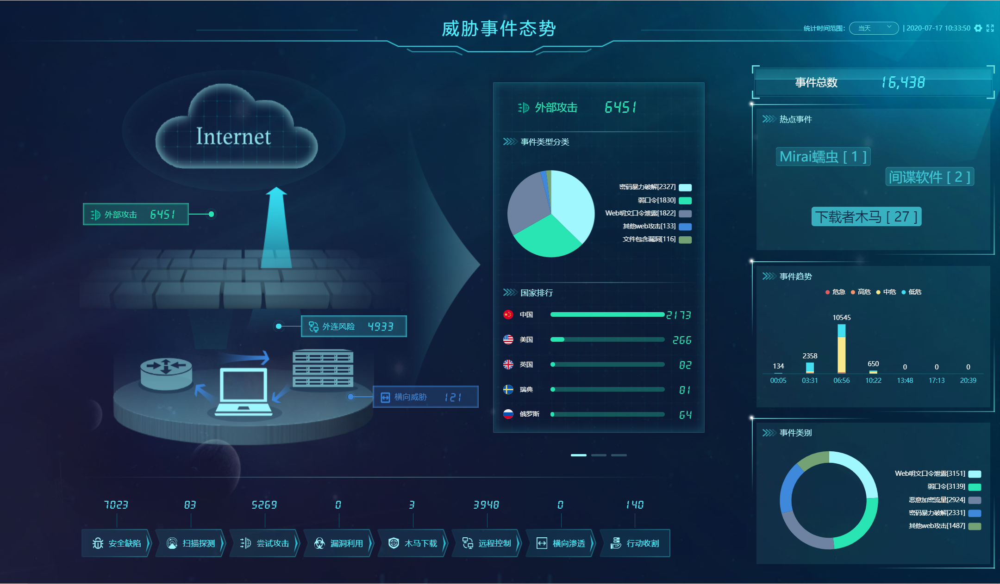 威胁事件态势
统计时间范围: 当天 | 2020-07-17 10:33:50
Internet
外部攻击 6451
外连风险 4933
横向威胁 121
外部攻击 6451
事件类型分类
密码暴力破解[2327]
弱口令[1830]
Web明文口令泄露[1822]
其他web攻击[133]
文件包含漏洞[116]
国家排行
中国 2173
美国 266
英国 82
瑞典 81
俄罗斯 64
事件总数 16,438
热点事件
Mirai蠕虫 [ 1 ]
间谍软件 [ 2 ]
下载者木马 [ 27 ]
事件趋势
危急 高危 中危 低危
10545
2358
134 650 0 0 0
00:05 03:31 06:56 10:22 13:48 17:13 20:39
事件类别
Web明文口令泄露[3151]
弱口令[3139]
恶意加密流量[2924]
密码暴力破解[2331]
其他web攻击[1487]
7023 83 5269 0 3 3948 0 140
安全缺陷 扫描探测 尝试攻击 漏洞利用 木马下载 远程控制 横向渗透 行动收割